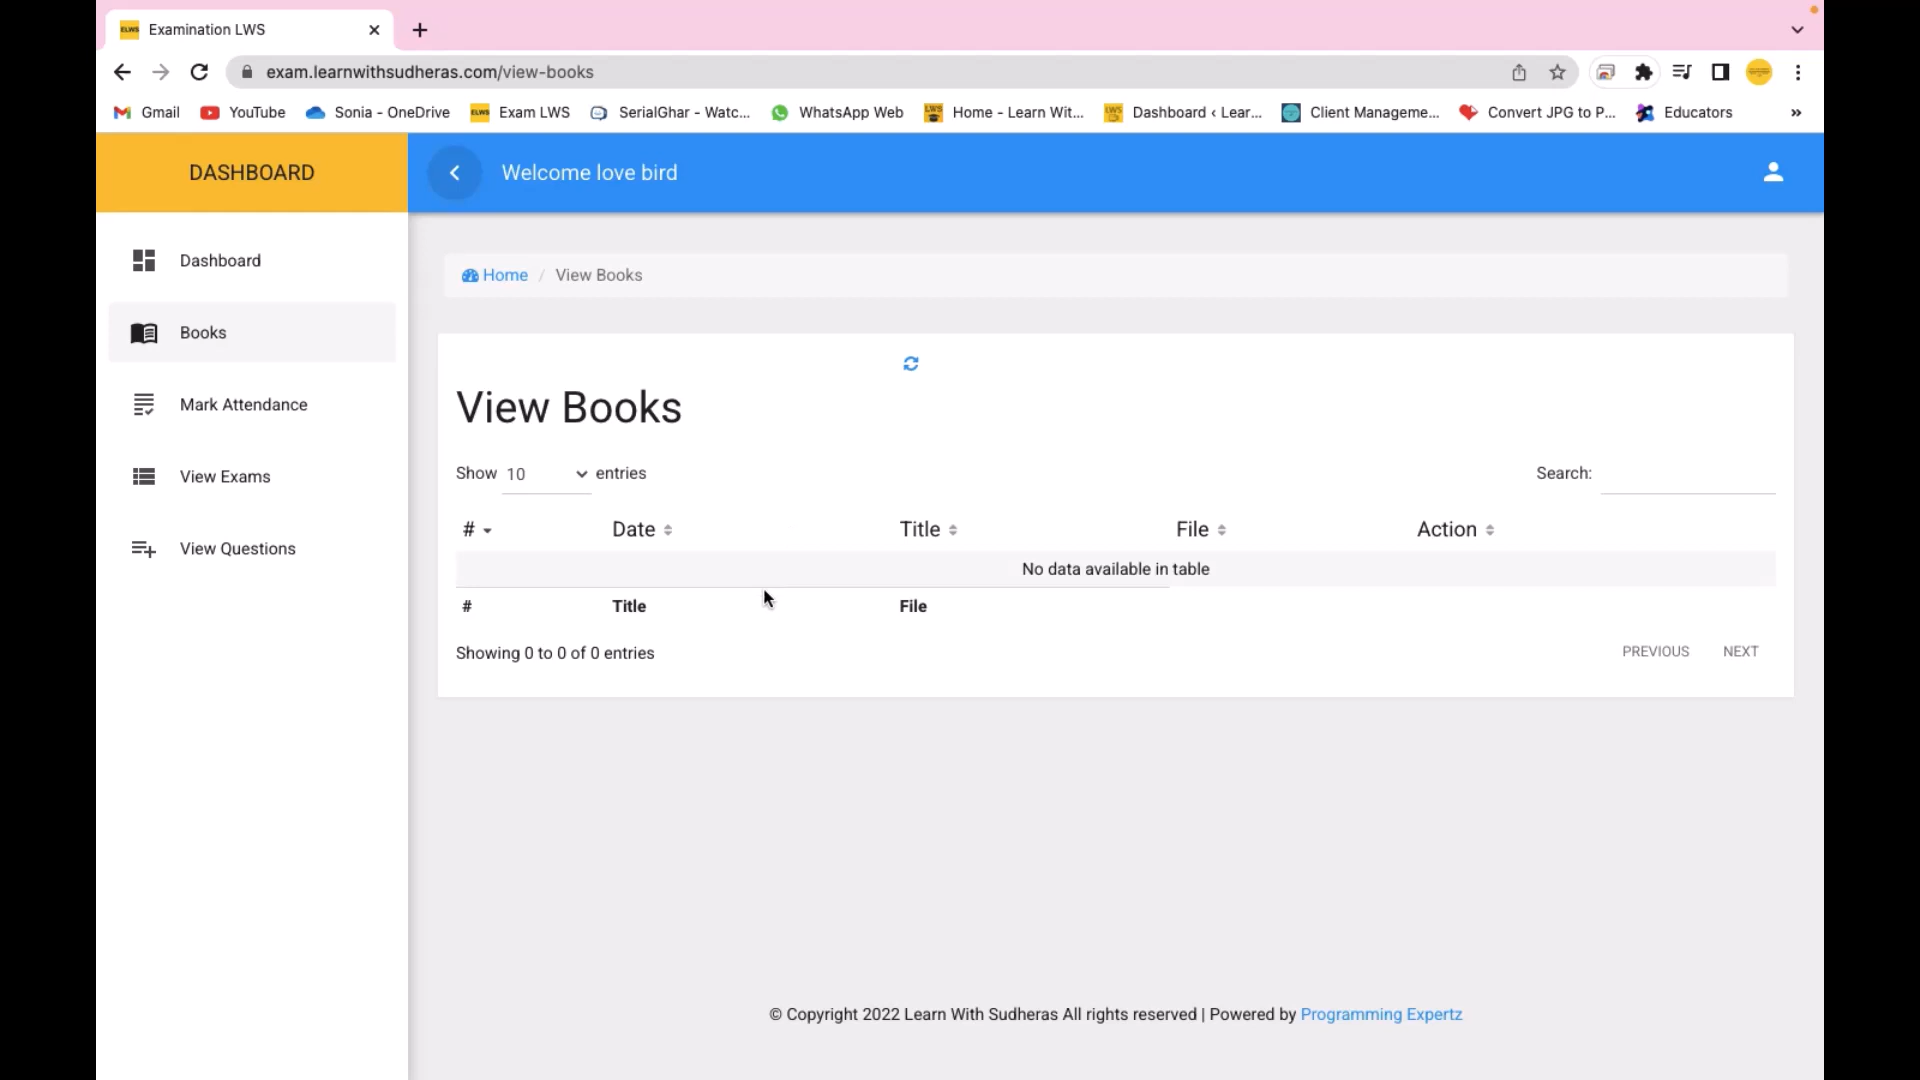 ELWS Examination LWS
exam.learnwithsudheras.com/view-books
Gmail YouTube Sonia - OneDrive ELWS Exam LWS SerialGhar - Watc... WhatsApp Web LWS Home - Learn Wit... LWS Dashboard ‹ Lear... Client Manageme... Convert JPG to P... Educators »
DASHBOARD Welcome love bird
Dashboard
Books
Mark Attendance
View Exams
View Questions
Home / View Books
View Books
Show 10 entries Search:
# Date Title File Action
No data available in table
# Title File
Showing 0 to 0 of 0 entries PREVIOUS NEXT
© Copyright 2022 Learn With Sudheras All rights reserved | Powered by Programming Expertz